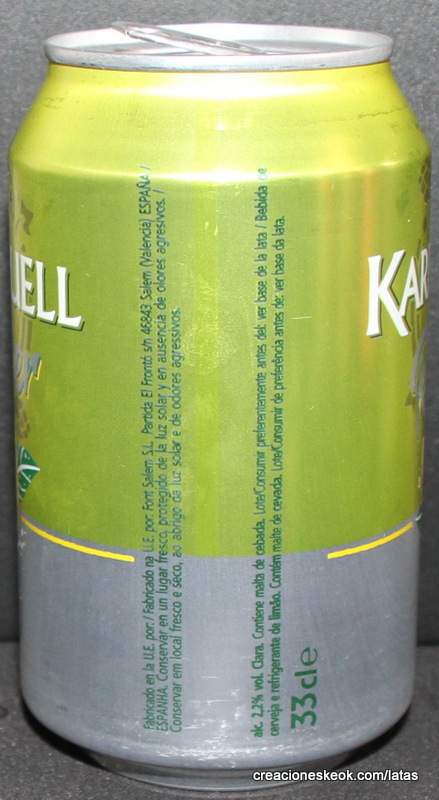 UELL
KAR
Fabricado en la U.E. por: / Fabricado na U.E. por: Font Salem S.L. Partida El Frontó s/n 46843 Salem (Valencia) ESPAÑA /
ESPANHA. Conservar en un lugar fresco, protegido de la luz solar y en ausencia de olores agresivos. /
Conservar em local fresco e seco, ao abrigo da luz solar e de odores agressivos.
alc. 2,2% vol. Clara. Contiene malta de cebada. Lote/Consumir preferentemente antes del: ver base de la lata / Bebida de
cerveja e refrigerante de limão. Contém malte de cevada. Lote/Consumir de preferência antes de: ver base da lata.
33 cl e
creacioneskeok.com/latas